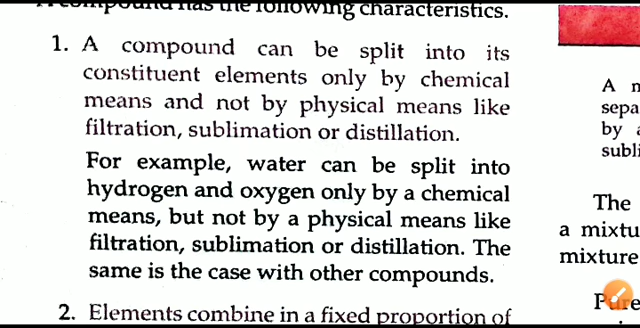 A compound has the following characteristics.
1. A compound can be split into its
constituent elements only by chemical
means and not by physical means like
filtration, sublimation or distillation.
For example, water can be split into
hydrogen and oxygen only by a chemical
means, but not by a physical means like
filtration, sublimation or distillation. The
same is the case with other compounds.
2. Elements combine in a fixed proportion of
A
sepa
by
subli
The
a mixtu
mixture
Pure